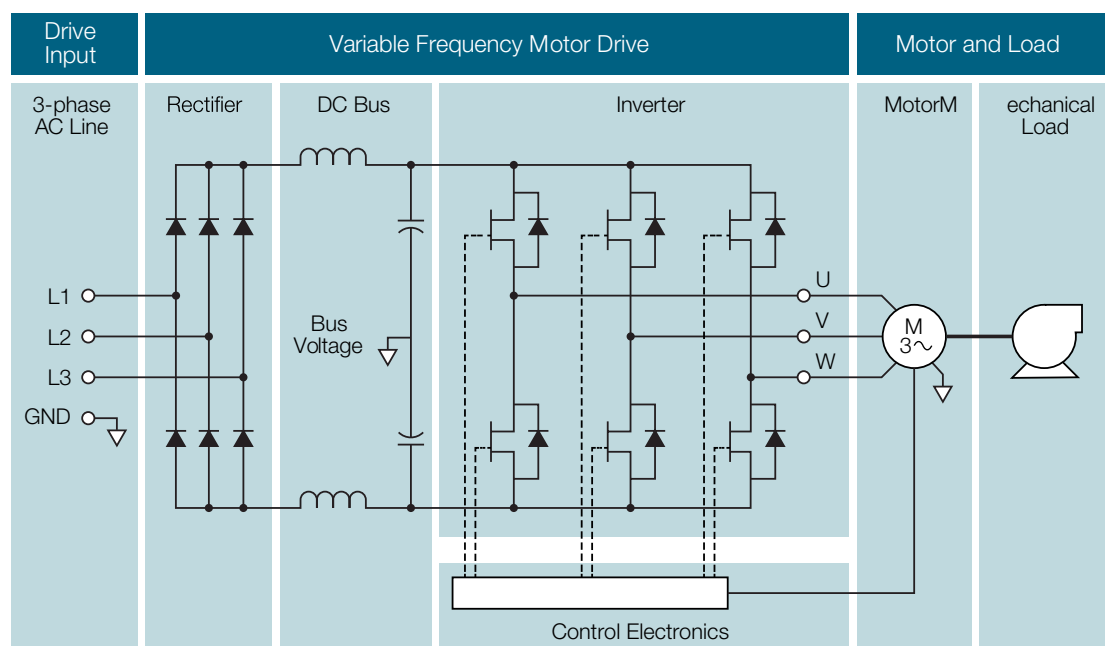 Drive
Input
Variable Frequency Motor Drive
Motor and Load
3-phase
AC Line
Rectifier
DC Bus
Inverter
MotorM
echanical
Load
L1
L2
L3
GND
Bus
Voltage
U
V
W
M
3~
Control Electronics